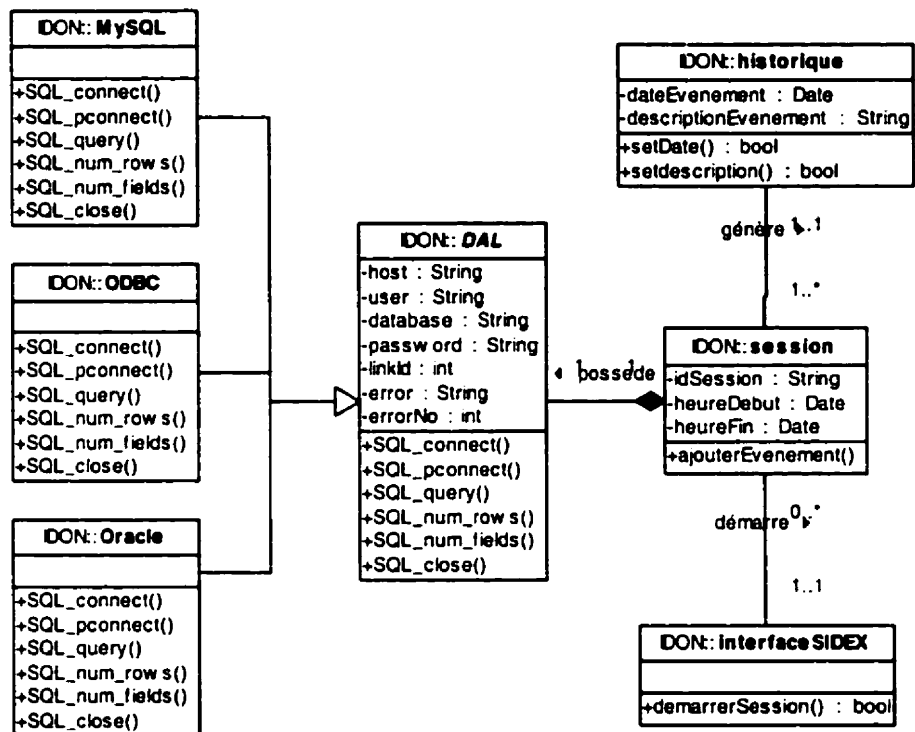 IDON:: MySQL
+SQL_connect()
+SQL_pconnect()
+SQL_query()
+SQL_num_rows()
+SQL_num_fields()
+SQL_close()
IDON:: ODBC
+SQL_connect()
+SQL_pconnect()
+SQL_query()
+SQL_num_rows()
+SQL_num_fields()
+SQL_close()
IDON:: Oracle
+SQL_connect()
+SQL_pconnect()
+SQL_query()
+SQL_num_rows()
+SQL_num_fields()
+SQL_close()
IDON:: DAL
-host : String
-user : String
-database : String
-password : String
-linkId : int
-error : String
-errorNo : int
+SQL_connect()
+SQL_pconnect()
+SQL_query()
+SQL_num_rows()
+SQL_num_fields()
+SQL_close()
possède
IDON:: historique
-dateEvenement : Date
-descriptionEvenement : String
+setDate() : bool
+setdescription() : bool
génère 1..1
1..*
IDON:: session
-idSession : String
-heureDebut : Date
-heureFin : Date
+ajouterEvenement()
démarre 0..*
1..1
IDON:: interfaceSIDEX
+demarrerSession() : bool